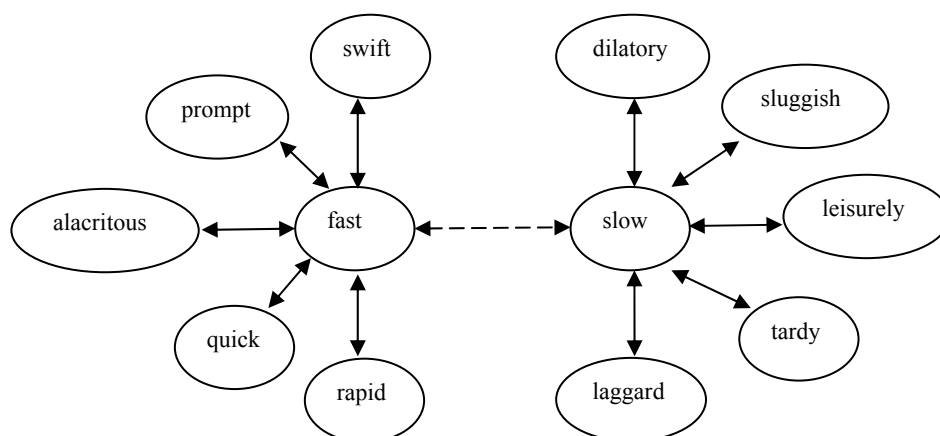 swift
dilatory
sluggish
prompt
alacritous
fast
slow
leisurely
quick
tardy
rapid
laggard